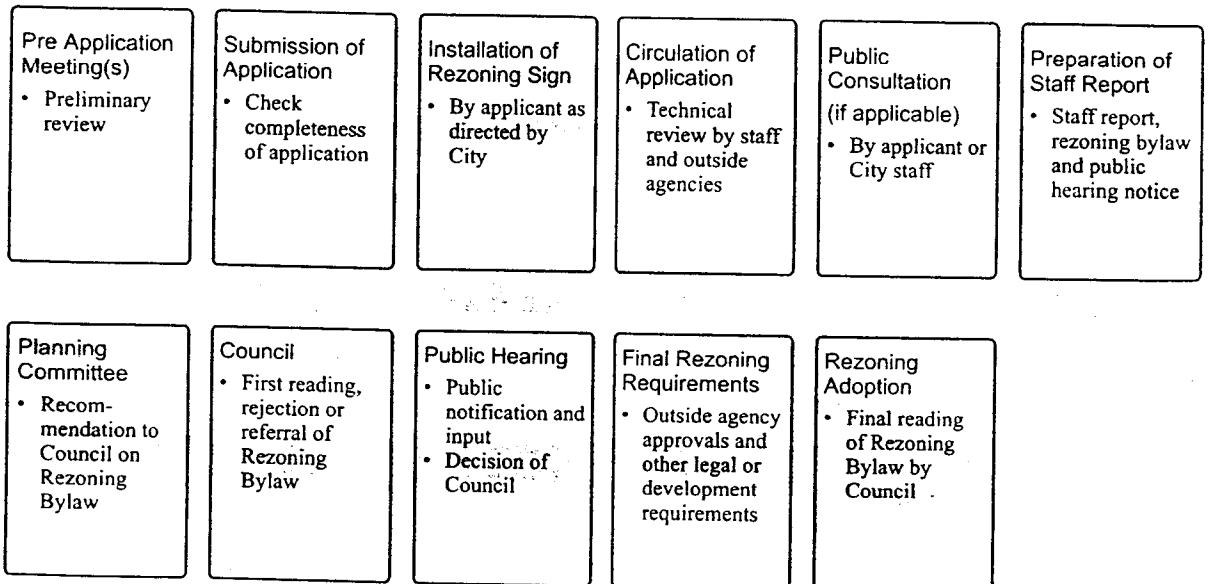 Pre Application
Meeting(s)
• Preliminary
review
Submission of
Application
• Check
completeness
of application
Installation of
Rezoning Sign
• By applicant as
directed by
City
Circulation of
Application
• Technical
review by staff
and outside
agencies
Public
Consultation
(if applicable)
• By applicant or
City staff
Preparation of
Staff Report
• Staff report,
rezoning bylaw
and public
hearing notice
Planning
Committee
• Recom-
mendation to
Council on
Rezoning
Bylaw
Council
• First reading,
rejection or
referral of
Rezoning
Bylaw
Public Hearing
• Public
notification and
input
• Decision of
Council
Final Rezoning
Requirements
• Outside agency
approvals and
other legal or
development
requirements
Rezoning
Adoption
• Final reading
of Rezoning
Bylaw by
Council